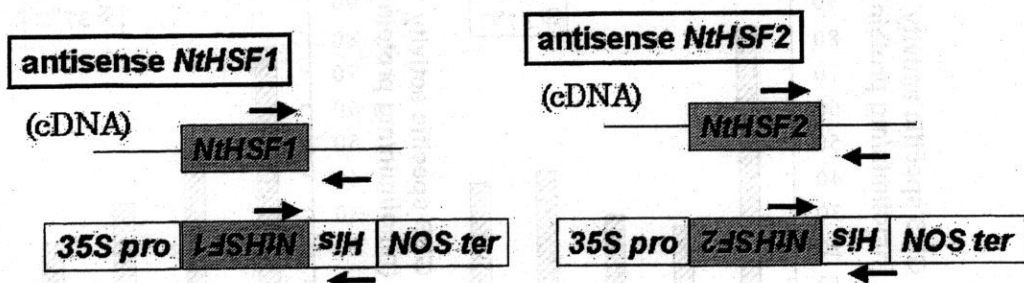 antisense NtHSF1
(cDNA)
NtHSF1
35S pro NtHSF1 His NOS ter
antisense NtHSF2
(cDNA)
NtHSF2
35S pro NtHSF2 His NOS ter